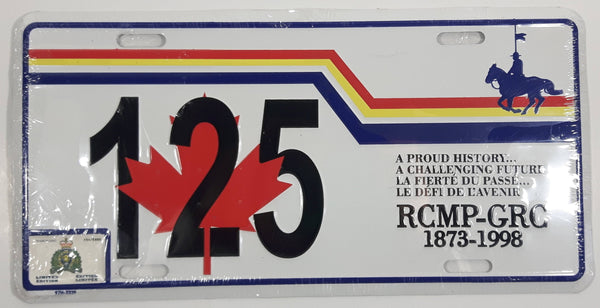 125
A PROUD HISTORY...
A CHALLENGING FUTURE
LA FIERTÉ DU PASSÉ...
LE DÉFI DE L'AVENIR
RCMP-GRC
1873-1998
LIMITED EDITION
EDITION LIMITÉE